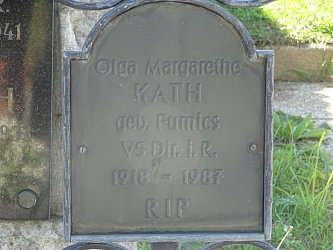 Olga Margarethe
KATH
geb. Fumics
VS Dir. I. R.
1918 - 1987
RIP